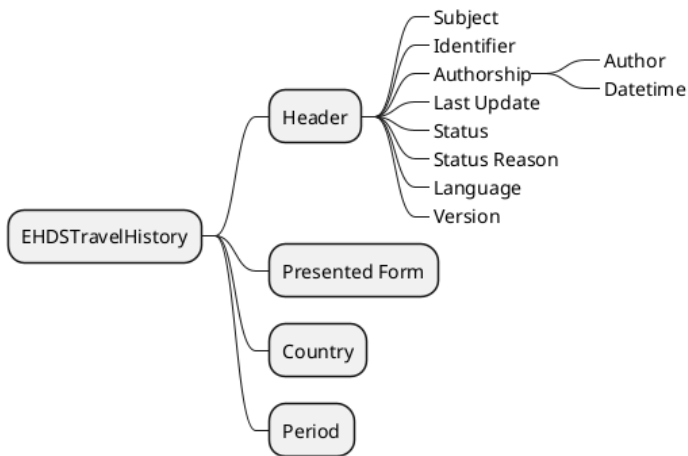 EHDSTravelHistory
Header
Subject
Identifier
Authorship
Author
Datetime
Last Update
Status
Status Reason
Language
Version
Presented Form
Country
Period